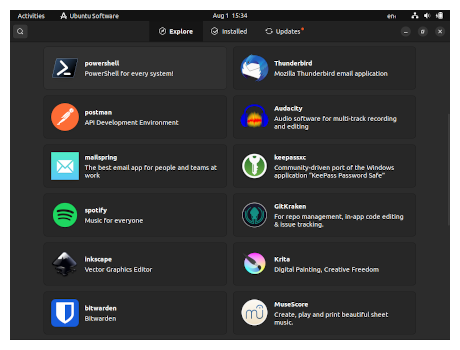 Activities
Ubuntu Software
Aug 1 15:34
en₁
Explore
Installed
Updates
powershell
PowerShell for every system!
Thunderbird
Mozilla Thunderbird email application
postman
API Development Environment
Audacity
Audio software for multi-track recording
and editing
mailspring
The best email app for people and teams at
work
keepassxc
Community-driven port of the Windows
application "KeePass Password Safe"
spotify
Music for everyone
GitKraken
For repo management, in-app code editing
& issue tracking.
inkscape
Vector Graphics Editor
Krita
Digital Painting, Creative Freedom
bitwarden
Bitwarden
MuseScore
Create, play and print beautiful sheet
music.